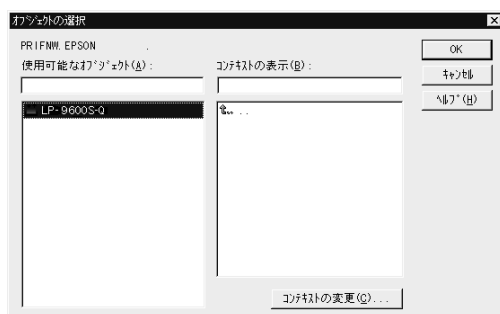 ｵﾌﾞｼﾞｪｸﾄの選択
PRIFNW.EPSON .
使用可能なｵﾌﾞｼﾞｪｸﾄ(A):
ｺﾝﾃｷｽﾄの表示(B):
LP-9600S-Q
..
OK
ｷｬﾝｾﾙ
ﾍﾙﾌﾟ(H)
ｺﾝﾃｷｽﾄの変更(C)...